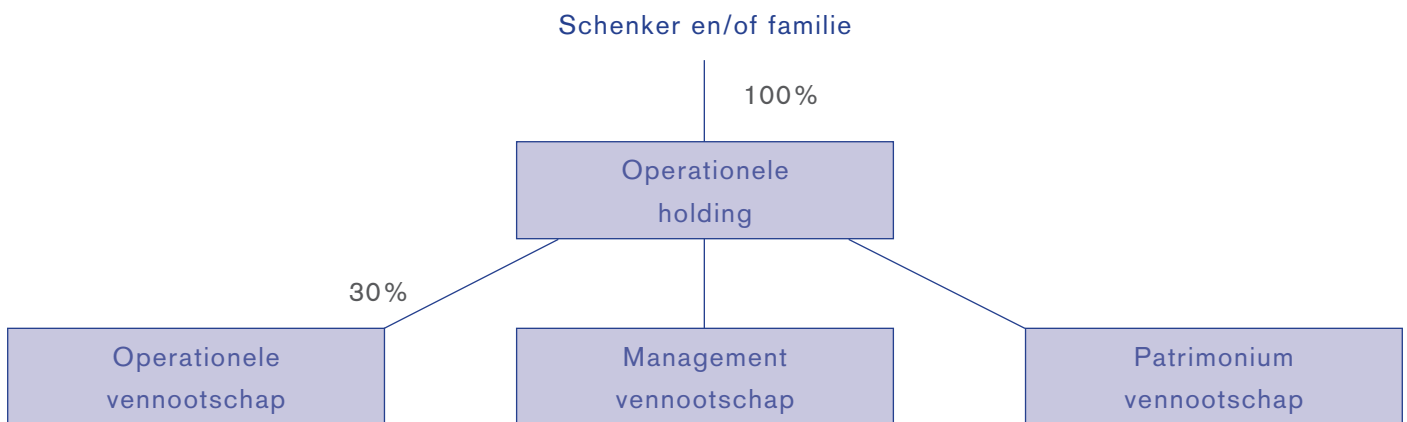 Schenker en/of familie
100%
Operationele
holding
30%
Operationele
vennootschap
Management
vennootschap
Patrimonium
vennootschap